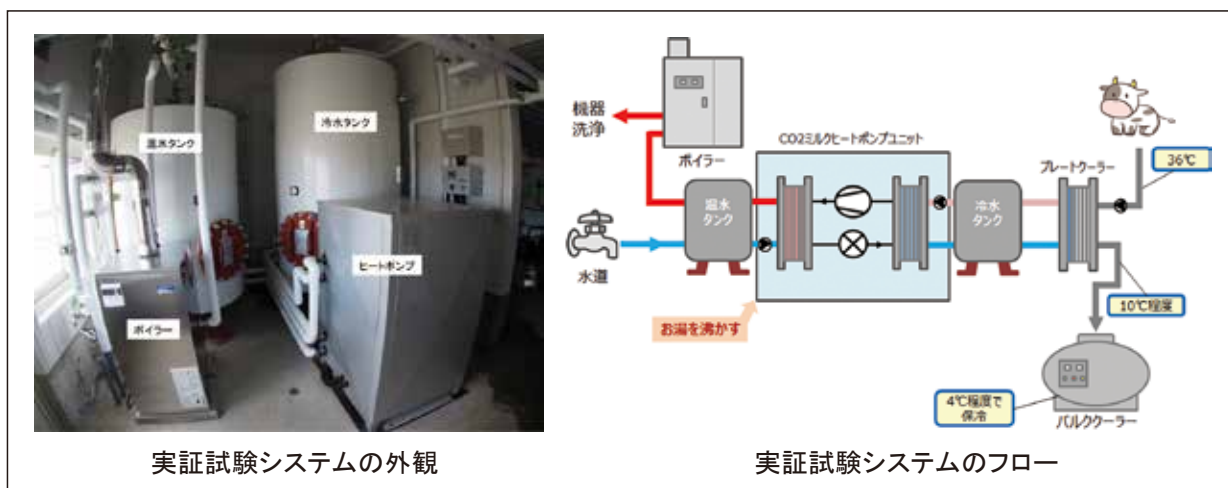 温水タンク
冷水タンク
ヒートポンプ
ボイラー
実証試験システムの外観
機器
洗浄
ボイラー
CO2ミルクヒートポンプユニット
プレートクーラー
36℃
温水
タンク
冷水
タンク
水道
お湯を沸かす
10℃程度
4℃程度で
保冷
バルククーラー
実証試験システムのフロー